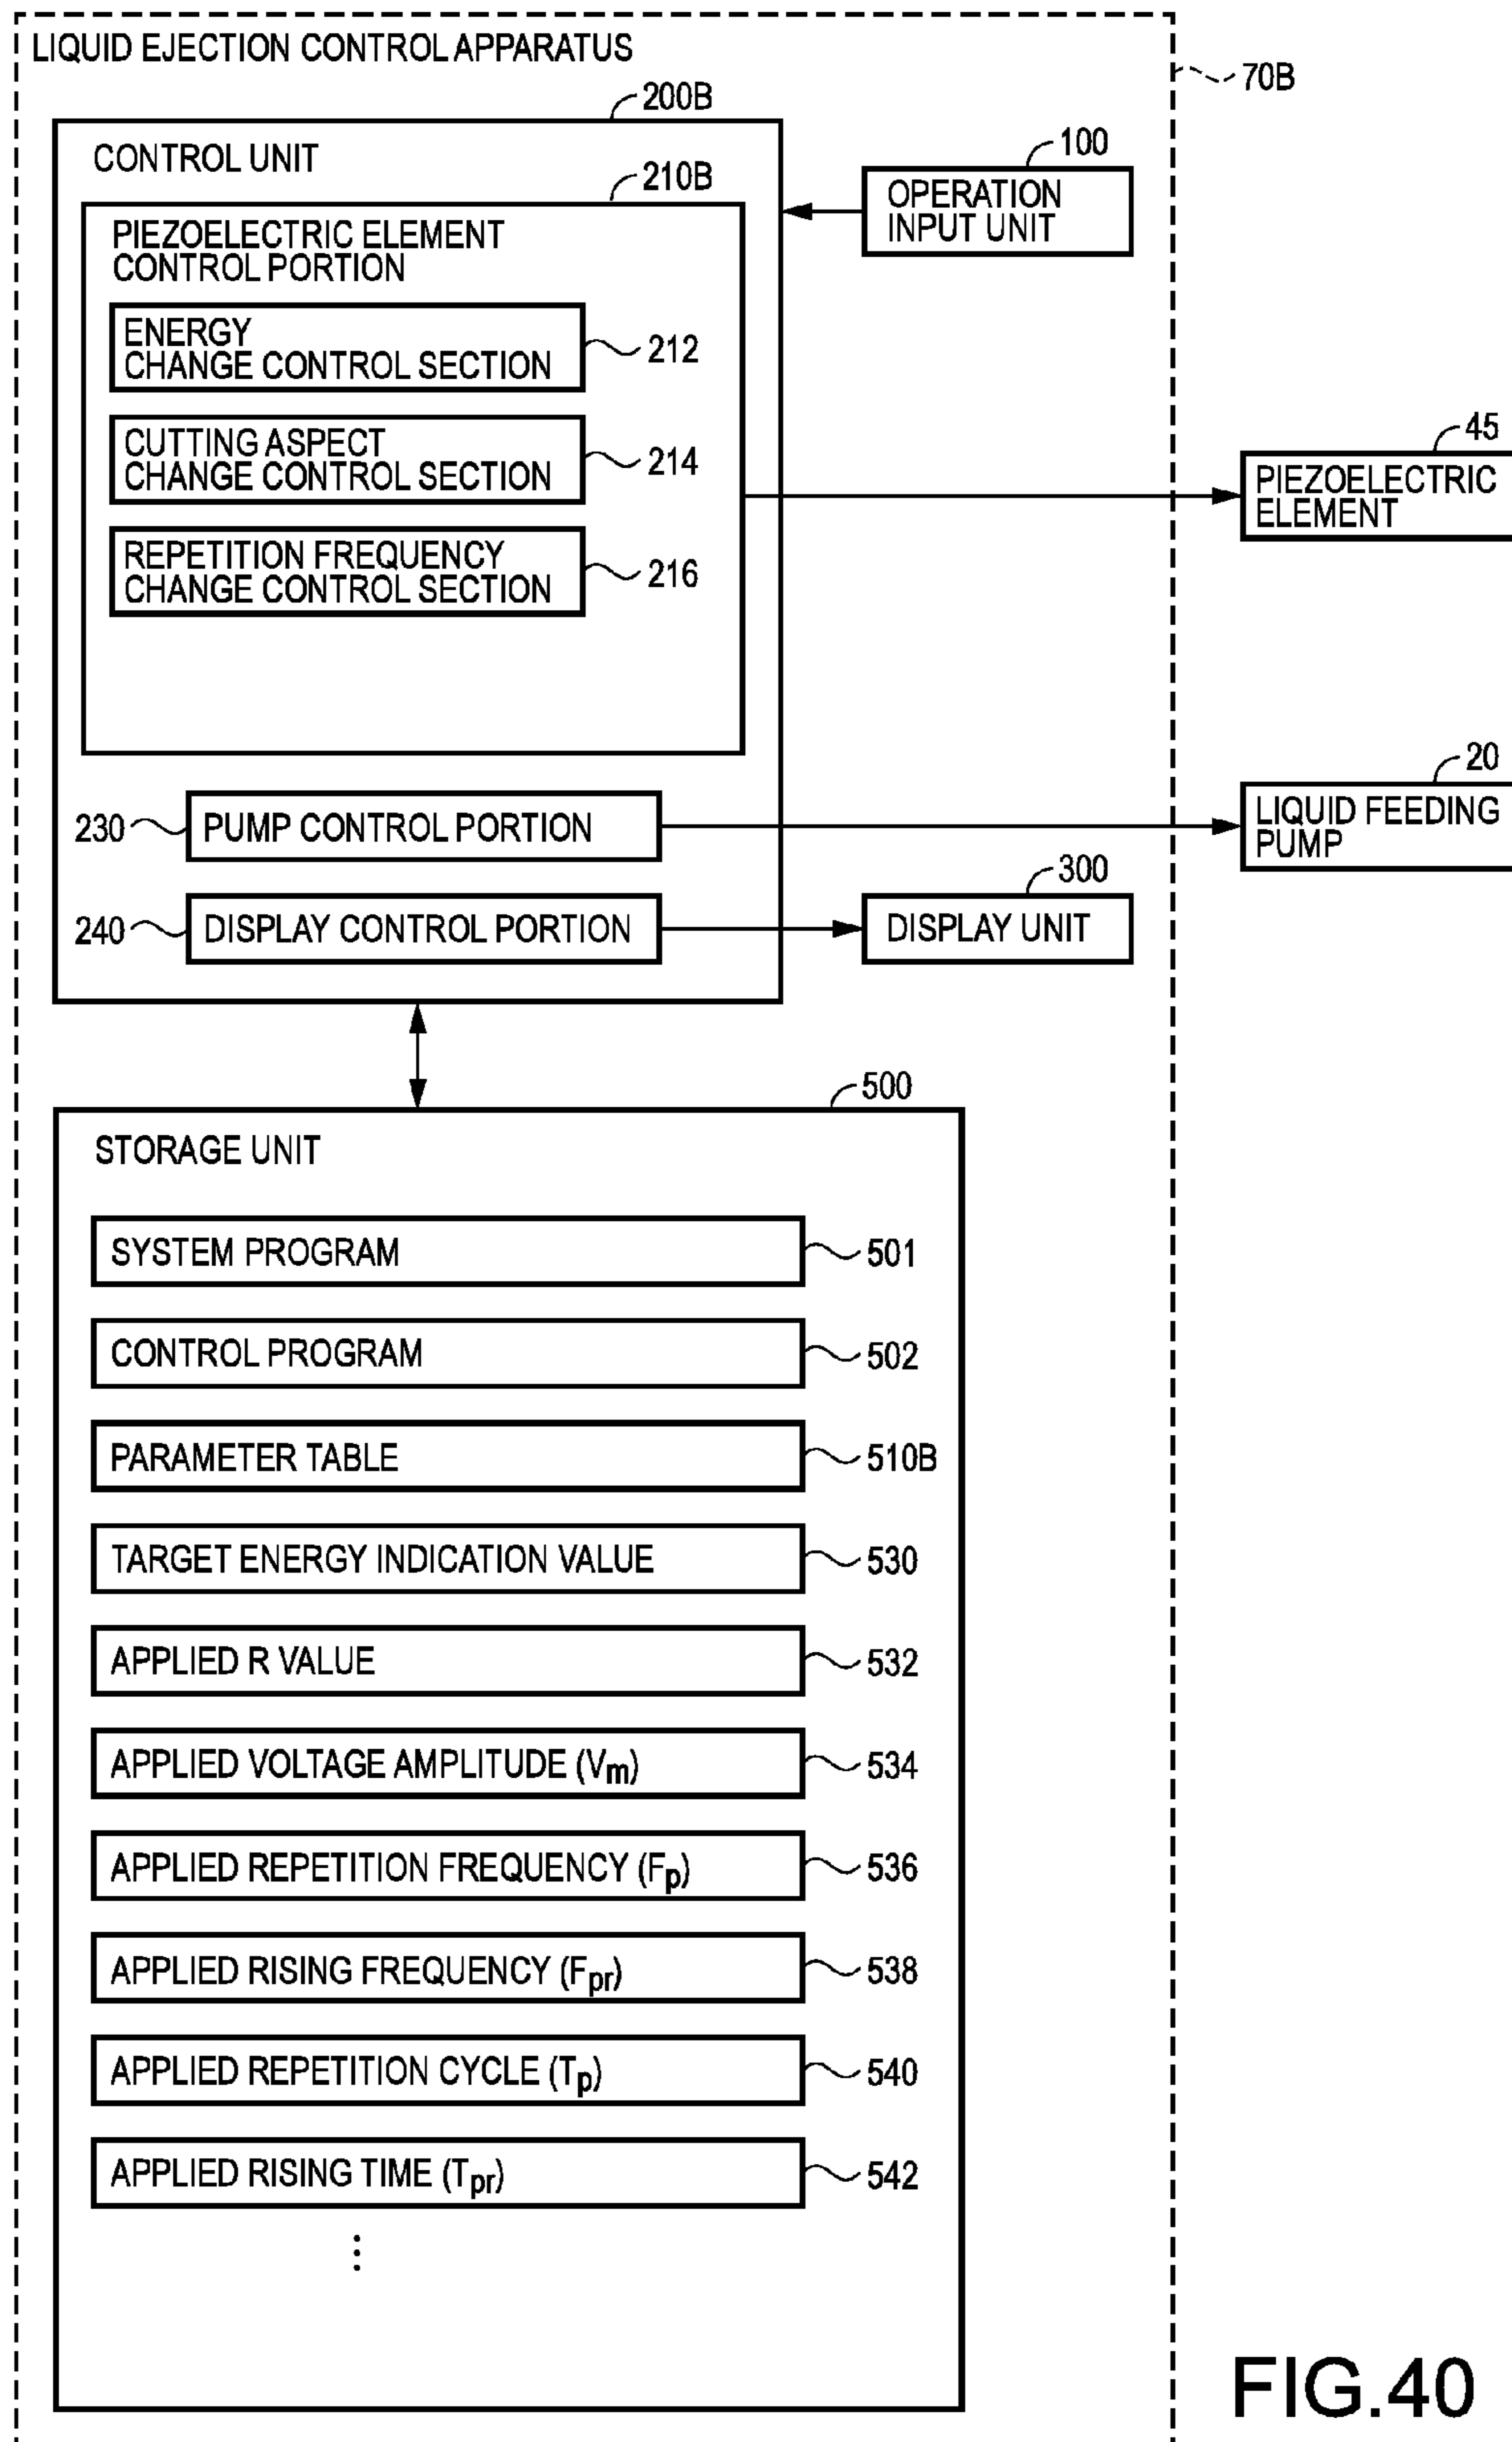 LIQUID EJECTION CONTROL APPARATUS
70B
200B
CONTROL UNIT
100
OPERATION
INPUT UNIT
210B
PIEZOELECTRIC ELEMENT
CONTROL PORTION
ENERGY
CHANGE CONTROL SECTION
212
CUTTING ASPECT
CHANGE CONTROL SECTION
214
45
PIEZOELECTRIC
ELEMENT
REPETITION FREQUENCY
CHANGE CONTROL SECTION
216
20
LIQUID FEEDING
PUMP
230
PUMP CONTROL PORTION
300
240
DISPLAY CONTROL PORTION
DISPLAY UNIT
500
STORAGE UNIT
SYSTEM PROGRAM
501
CONTROL PROGRAM
502
PARAMETER TABLE
510B
TARGET ENERGY INDICATION VALUE
530
APPLIED R VALUE
532
APPLIED VOLTAGE AMPLITUDE (Vm)
534
APPLIED REPETITION FREQUENCY (Fp)
536
APPLIED RISING FREQUENCY (Fpr)
538
APPLIED REPETITION CYCLE (Tp)
540
APPLIED RISING TIME (Tpr)
542
⋮
FIG.40